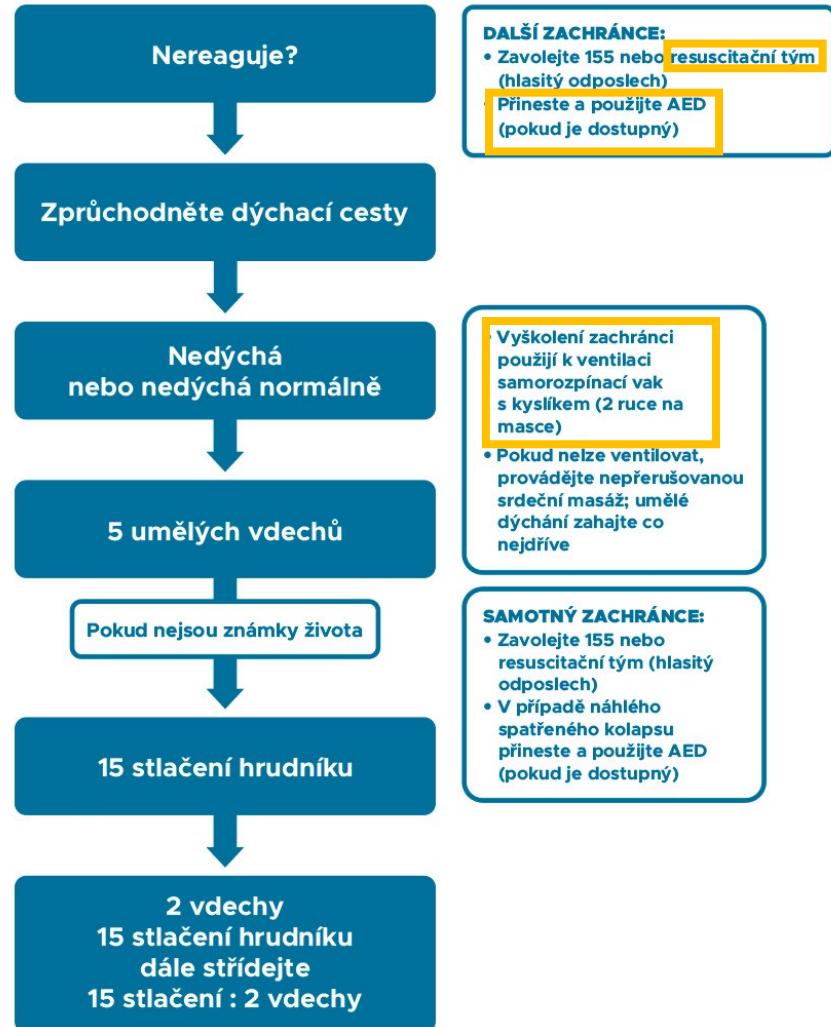 Nereaguje?
DALŠÍ ZACHRÁNCE:
• Zavolejte 155 nebo resuscitační tým
(hlasitý odposlech)
• Přineste a použijte AED
(pokud je dostupný)
Zprůchodněte dýchací cesty
Nedýchá
nebo nedýchá normálně
• Vyškolení zachránci
použijí k ventilaci
samorozpínací vak
s kyslíkem (2 ruce na
masce)
• Pokud nelze ventilovat,
provádějte nepřerušovanou
srdeční masáž; umělé
dýchání zahajte co
nejdříve
5 umělých vdechů
Pokud nejsou známky života
SAMOTNÝ ZACHRÁNCE:
• Zavolejte 155 nebo
resuscitační tým (hlasitý
odposlech)
• V případě náhlého
spatřeného kolapsu
přineste a použijte AED
(pokud je dostupný)
15 stlačení hrudníku
2 vdechy
15 stlačení hrudníku
dále střídejte
15 stlačení : 2 vdechy